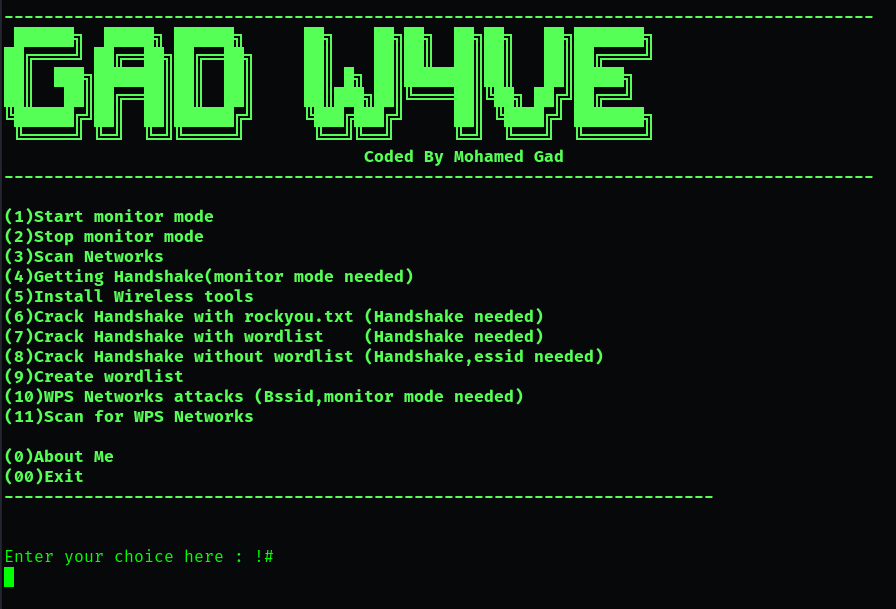 GAD W4VE
Coded By Mohamed Gad
(1)Start monitor mode
(2)Stop monitor mode
(3)Scan Networks
(4)Getting Handshake(monitor mode needed)
(5)Install Wireless tools
(6)Crack Handshake with rockyou.txt (Handshake needed)
(7)Crack Handshake with wordlist    (Handshake needed)
(8)Crack Handshake without wordlist (Handshake,essid needed)
(9)Create wordlist
(10)WPS Networks attacks (Bssid,monitor mode needed)
(11)Scan for WPS Networks
(0)About Me
(00)Exit
Enter your choice here : !#